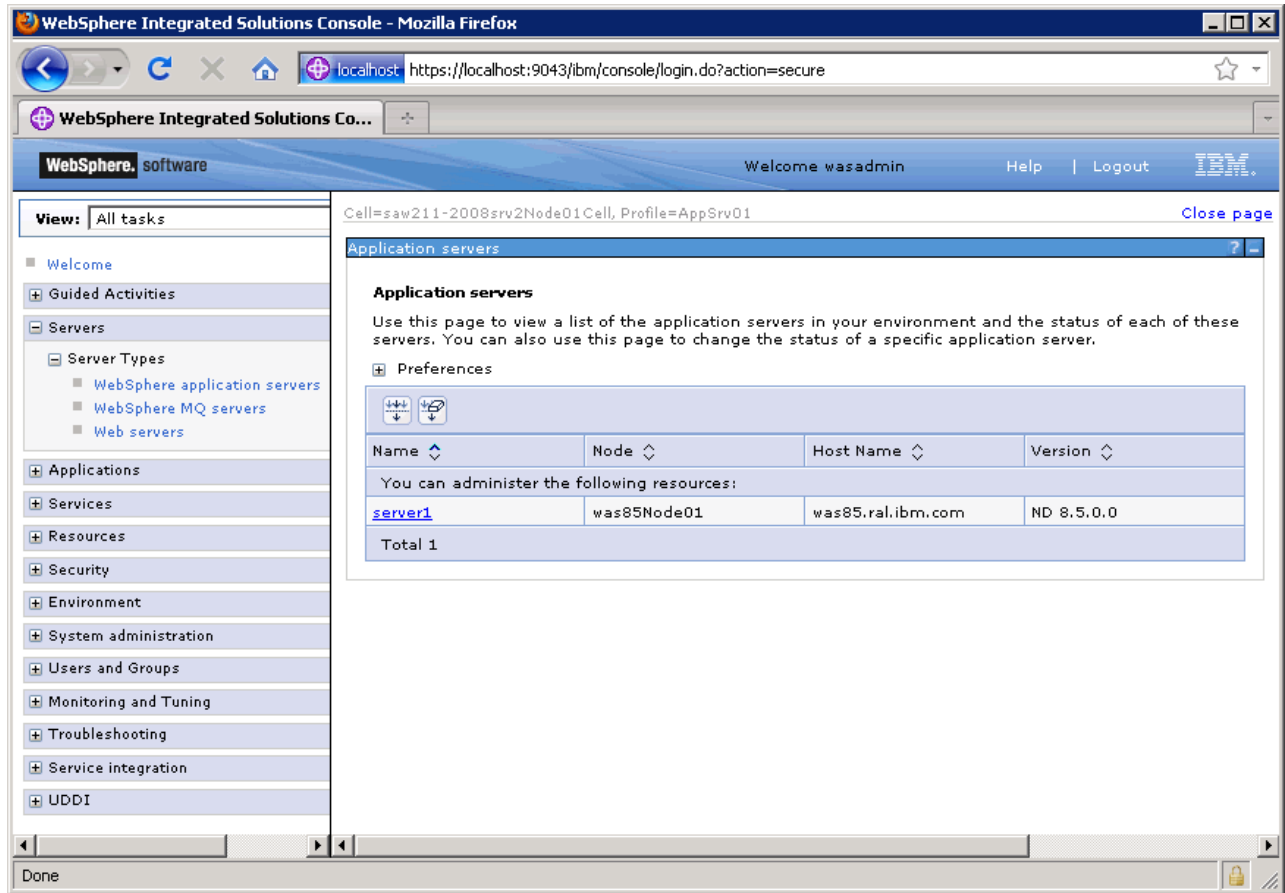 WebSphere Integrated Solutions Console - Mozilla Firefox
localhost https://localhost:9043/ibm/console/login.do?action=secure
WebSphere Integrated Solutions Co...
WebSphere. software
Welcome wasadmin
Help | Logout
IBM.
View: All tasks
Welcome
Guided Activities
Servers
Server Types
WebSphere application servers
WebSphere MQ servers
Web servers
Applications
Services
Resources
Security
Environment
System administration
Users and Groups
Monitoring and Tuning
Troubleshooting
Service integration
UDDI
Cell=saw211-2008srv2Node01Cell, Profile=AppSrv01
Close page
Application servers
?
Application servers
Use this page to view a list of the application servers in your environment and the status of each of these
servers. You can also use this page to change the status of a specific application server.
Preferences
Name Node Host Name Version
You can administer the following resources:
server1 was85Node01 was85.ral.ibm.com ND 8.5.0.0
Total 1
Done